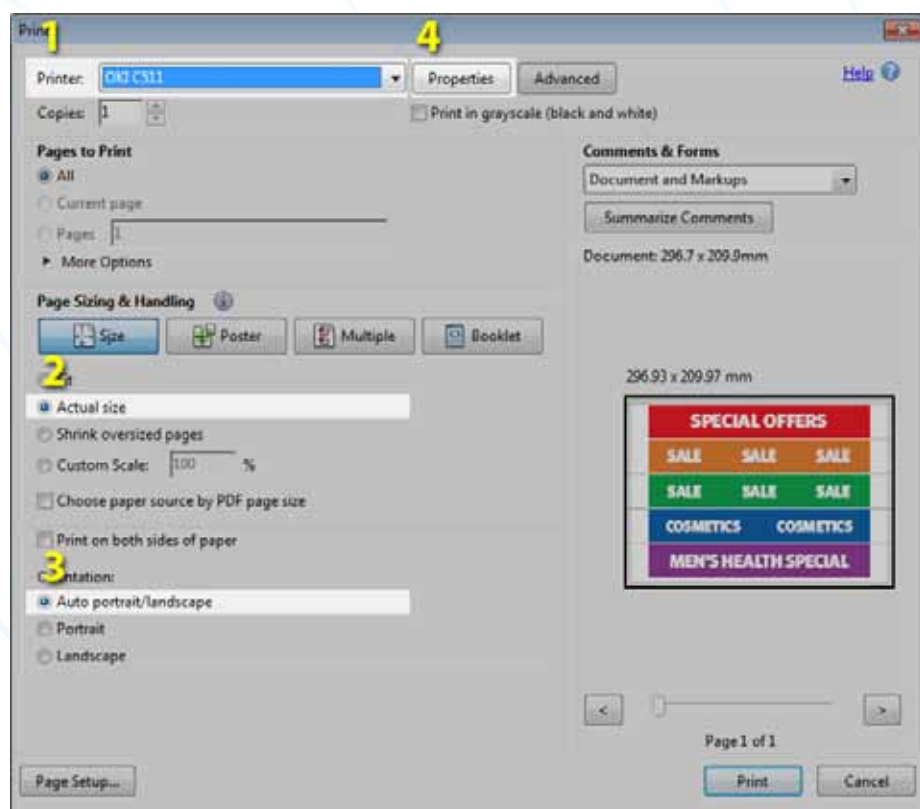 Print
1
4
Printer: OKI C511
Properties
Advanced
Help
Copies: 1
Print in grayscale (black and white)
Pages to Print
All
Current page
Pages 1
More Options
Comments & Forms
Document and Markups
Summarize Comments
Document: 296.7 x 209.9mm
Page Sizing & Handling
Size
Poster
Multiple
Booklet
2
Actual size
Shrink oversized pages
Custom Scale: 100 %
Choose paper source by PDF page size
Print on both sides of paper
3
Auto portrait/landscape
Portrait
Landscape
296.93 x 209.97 mm
SPECIAL OFFERS
SALE SALE SALE
SALE SALE SALE
COSMETICS COSMETICS
MEN'S HEALTH SPECIAL
<
>
Page 1 of 1
Page Setup...
Print
Cancel